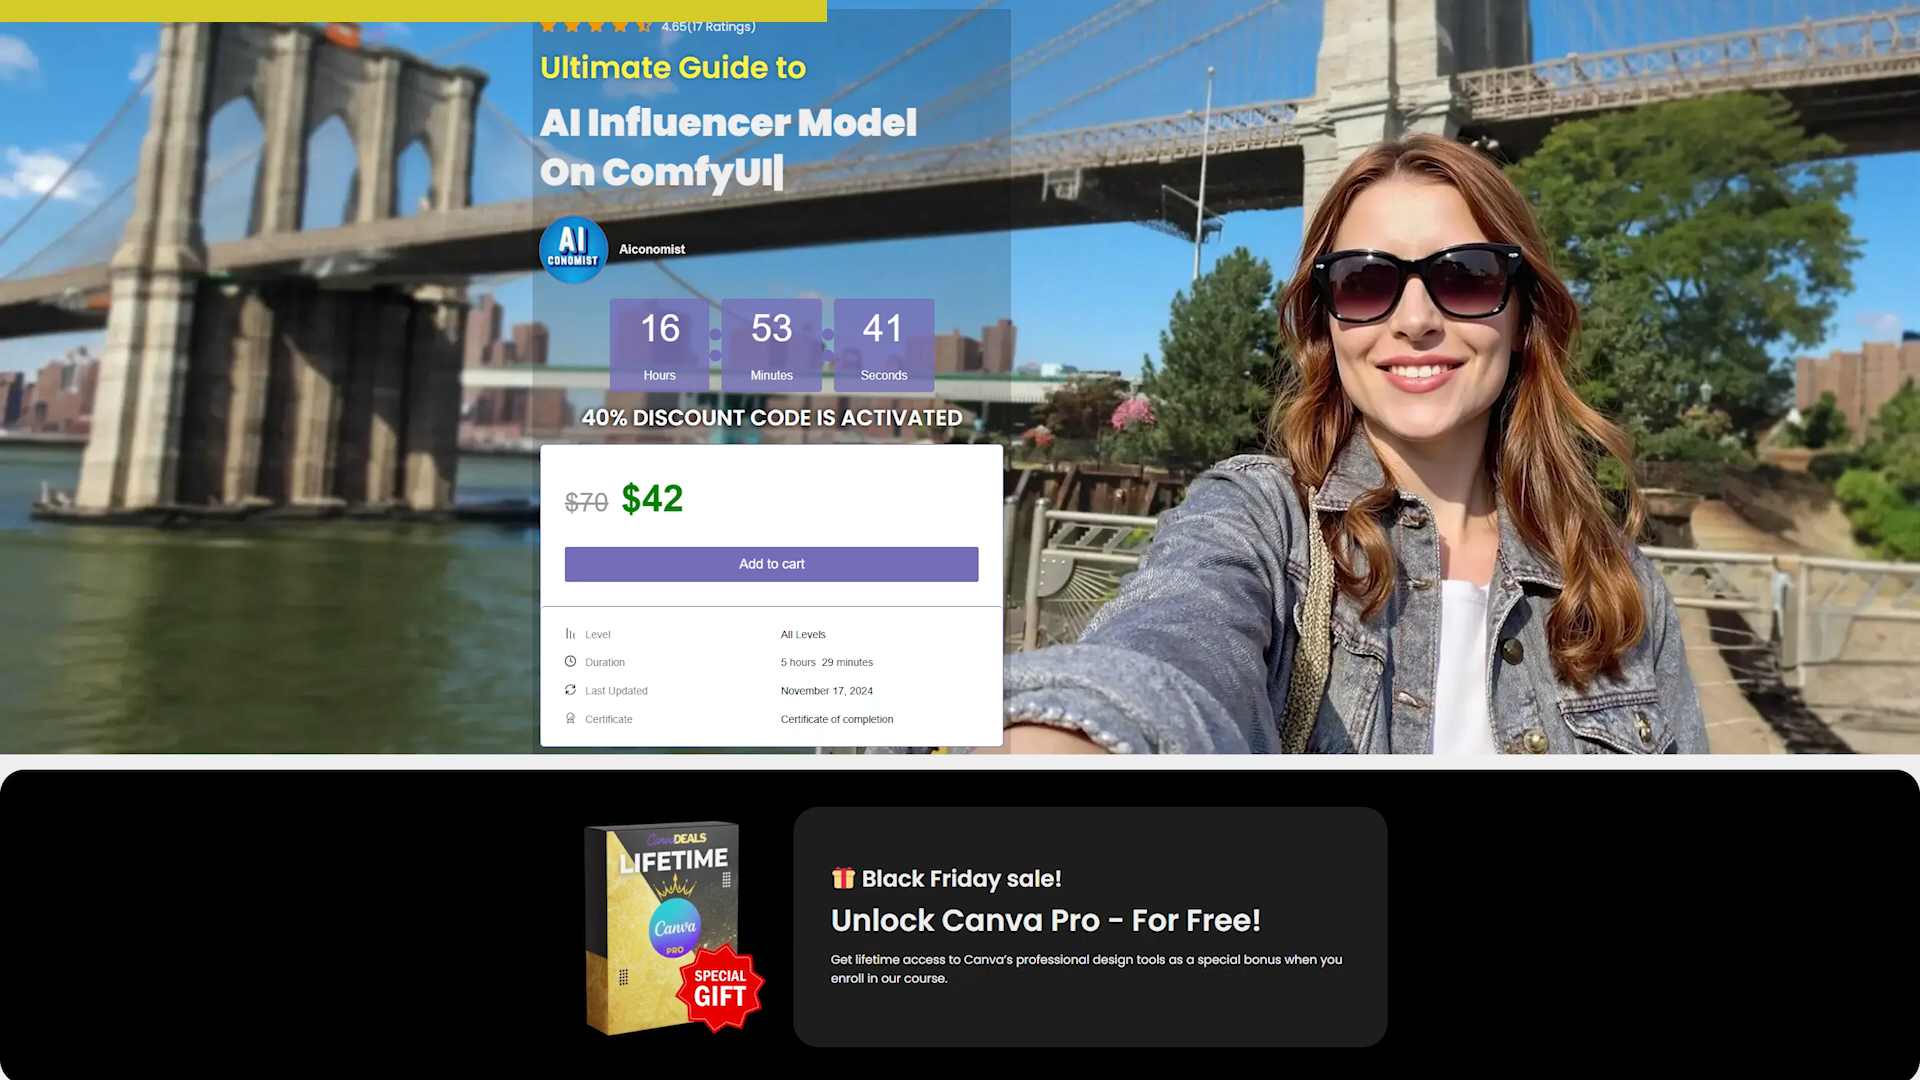 4.65(17 Ratings)
Ultimate Guide to
AI Influencer Model
On ComfyUI|
AI
CONOMIST
Aiconomist
16
53
41
Hours
Minutes
Seconds
40% DISCOUNT CODE IS ACTIVATED
$70 $42
Add to cart
Level All Levels
Duration 5 hours 29 minutes
Last Updated November 17, 2024
Certificate Certificate of completion
CanvaDEALS
LIFETIME
Canva
PRO
SPECIAL
GIFT
Black Friday sale!
Unlock Canva Pro - For Free!
Get lifetime access to Canva's professional design tools as a special bonus when you
enroll in our course.